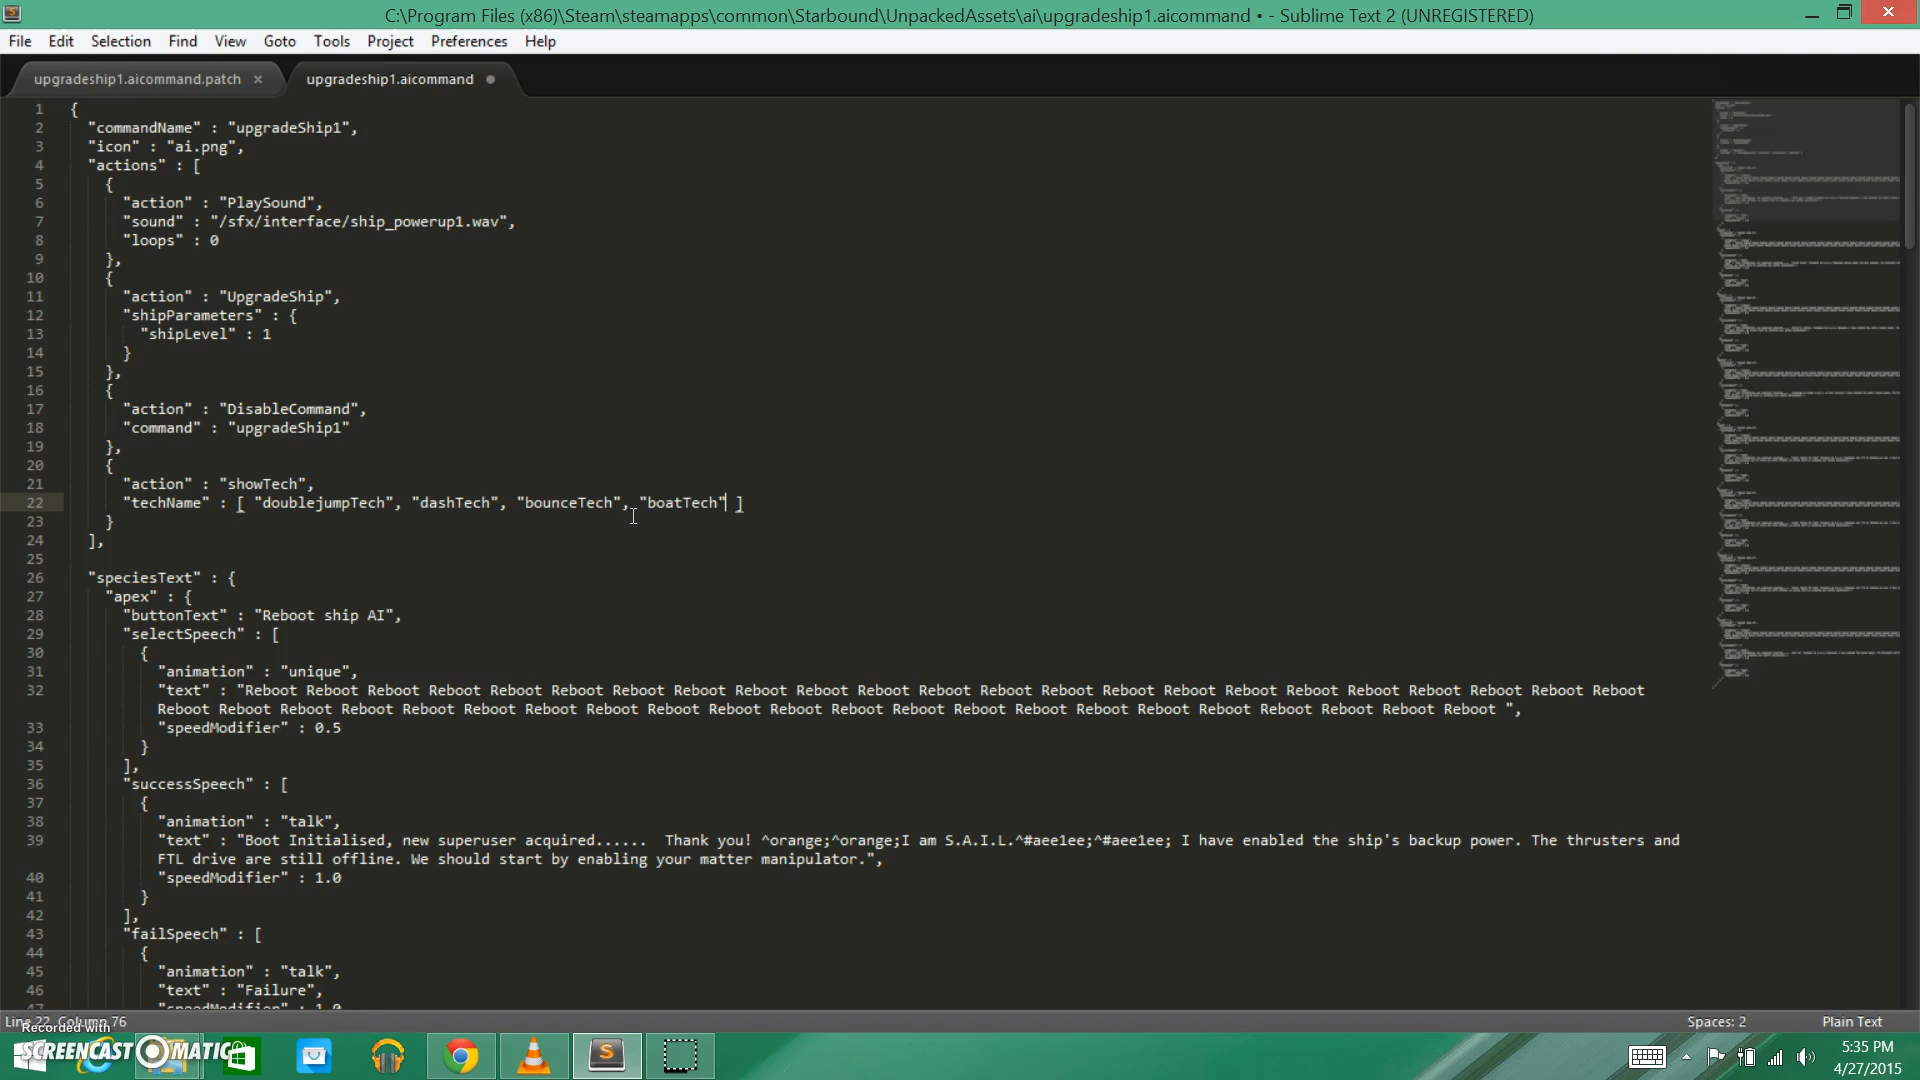 C:\Program Files (x86)\Steam\steamapps\common\Starbound\UnpackedAssets\ai\upgradeship1.aicommand • - Sublime Text 2 (UNREGISTERED)
File Edit Selection Find View Goto Tools Project Preferences Help
upgradeship1.aicommand.patch × upgradeship1.aicommand
1 {
2 "commandName" : "upgradeShip1",
3 "icon" : "ai.png",
4 "actions" : [
5 {
6 "action" : "PlaySound",
7 "sound" : "/sfx/interface/ship_powerup1.wav",
8 "loops" : 0
9 },
10 {
11 "action" : "UpgradeShip",
12 "shipParameters" : {
13 "shipLevel" : 1
14 }
15 },
16 {
17 "action" : "DisableCommand",
18 "command" : "upgradeShip1"
19 },
20 {
21 "action" : "showTech",
22 "techName" : [ "doublejumpTech", "dashTech", "bounceTech", "boatTech" ]
23 }
24 ],
25
26 "speciesText" : {
27 "apex" : {
28 "buttonText" : "Reboot ship AI",
29 "selectSpeech" : [
30 {
31 "animation" : "unique",
32 "text" : "Reboot Reboot Reboot Reboot Reboot Reboot Reboot Reboot Reboot Reboot Reboot Reboot Reboot Reboot Reboot Reboot Reboot Reboot Reboot Reboot Reboot Reboot Reboot
Reboot Reboot Reboot Reboot Reboot Reboot Reboot Reboot Reboot Reboot Reboot Reboot Reboot Reboot Reboot Reboot Reboot Reboot Reboot Reboot Reboot Reboot ",
33 "speedModifier" : 0.5
34 }
35 ],
36 "successSpeech" : [
37 {
38 "animation" : "talk",
39 "text" : "Boot Initialised, new superuser acquired...... Thank you! ^orange;^orange;I am S.A.I.L.^#aee1ee;^#aee1ee; I have enabled the ship's backup power. The thrusters and
FTL drive are still offline. We should start by enabling your matter manipulator.",
40 "speedModifier" : 1.0
41 }
42 ],
43 "failSpeech" : [
44 {
45 "animation" : "talk",
46 "text" : "Failure",
47 "speedModifier" : 1.0
Line 22, Column 76 Spaces: 2 Plain Text
Recorded with
SCREENCAST MATIC
5:35 PM
4/27/2015